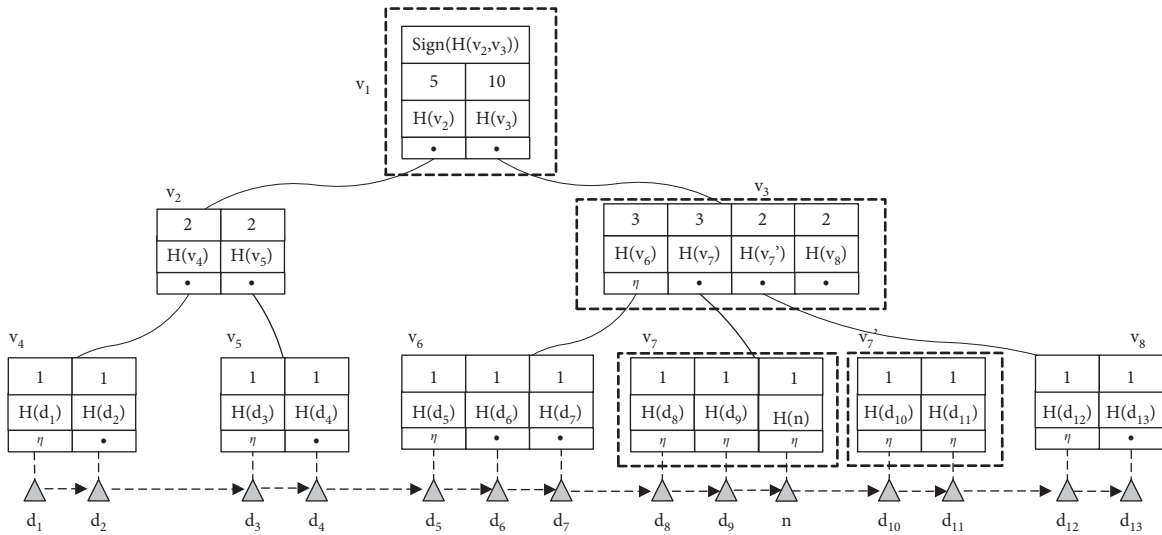 Sign(H(v₂,v₃))
v₁
5 10
H(v₂) H(v₃)
• •
v₂ v₃
2 2 3 3 2 2
H(v₄) H(v₅) H(v₆) H(v₇) H(v₇') H(v₈)
• • η • • •
v₄ v₅ v₆ v₇ v₇' v₈
1 1 1 1 1 1 1 1 1 1 1 1 1 1
H(d₁) H(d₂) H(d₃) H(d₄) H(d₅) H(d₆) H(d₇) H(d₈) H(d₉) H(n) H(d₁₀) H(d₁₁) H(d₁₂) H(d₁₃)
η • η • η • • η η η η η η •
d₁ d₂ d₃ d₄ d₅ d₆ d₇ d₈ d₉ n d₁₀ d₁₁ d₁₂ d₁₃